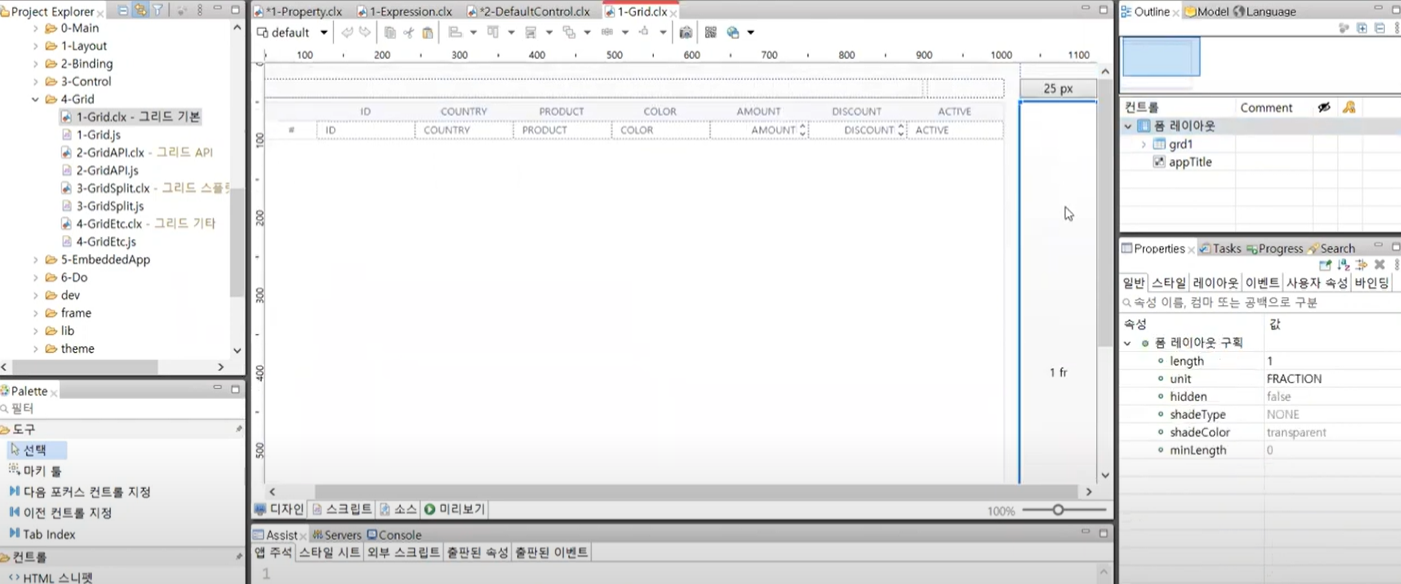 Project Explorer
0-Main
1-Layout
2-Binding
3-Control
4-Grid
1-Grid.clx - 그리드 기본
1-Grid.js
2-GridAPI.clx - 그리드 API
2-GridAPI.js
3-GridSplit.clx - 그리드 스플릿
3-GridSplit.js
4-GridEtc.clx - 그리드 기타
4-GridEtc.js
5-EmbeddedApp
6-Do
dev
frame
lib
theme
Palette
필터
도구
선택
마키 툴
다음 포커스 컨트롤 지정
이전 컨트롤 지정
Tab Index
컨트롤
HTML 스니펫
*1-Property.clx 1-Expression.clx *2-DefaultControl.clx 1-Grid.clx
default
100 200 300 400 500 600 700 800 900 1000 1100
25 px
ID COUNTRY PRODUCT COLOR AMOUNT DISCOUNT ACTIVE
# ID COUNTRY PRODUCT COLOR AMOUNT DISCOUNT ACTIVE
0
100
200
300
400
500
1 fr
디자인 스크립트 소스 미리보기
100%
Assist Servers Console
앱 주석 스타일 시트 외부 스크립트 출판된 속성 출판된 이벤트
1
Outline Model Language
컨트롤 Comment
폼 레이아웃
grd1
appTitle
Properties Tasks Progress Search
일반 스타일 레이아웃 이벤트 사용자 속성 바인딩
속성 이름, 컴마 또는 공백으로 구분
속성 값
폼 레이아웃 구획
length 1
unit FRACTION
hidden false
shadeType NONE
shadeColor transparent
minLength 0